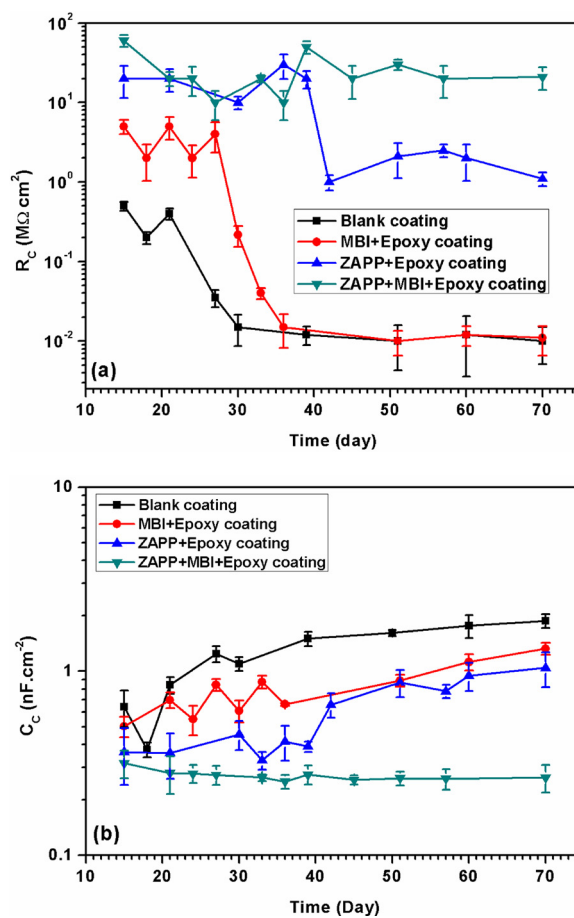 10²
10¹
10⁰
10⁻¹
10⁻²
R_C (MΩ cm²)
Blank coating
MBI+Epoxy coating
ZAPP+Epoxy coating
ZAPP+MBI+Epoxy coating
(a)
10 20 30 40 50 60 70
Time (day)
10
1
0.1
C_C (nF.cm⁻²)
Blank coating
MBI+Epoxy coating
ZAPP+Epoxy coating
ZAPP+MBI+Epoxy coating
(b)
10 20 30 40 50 60 70
Time (Day)